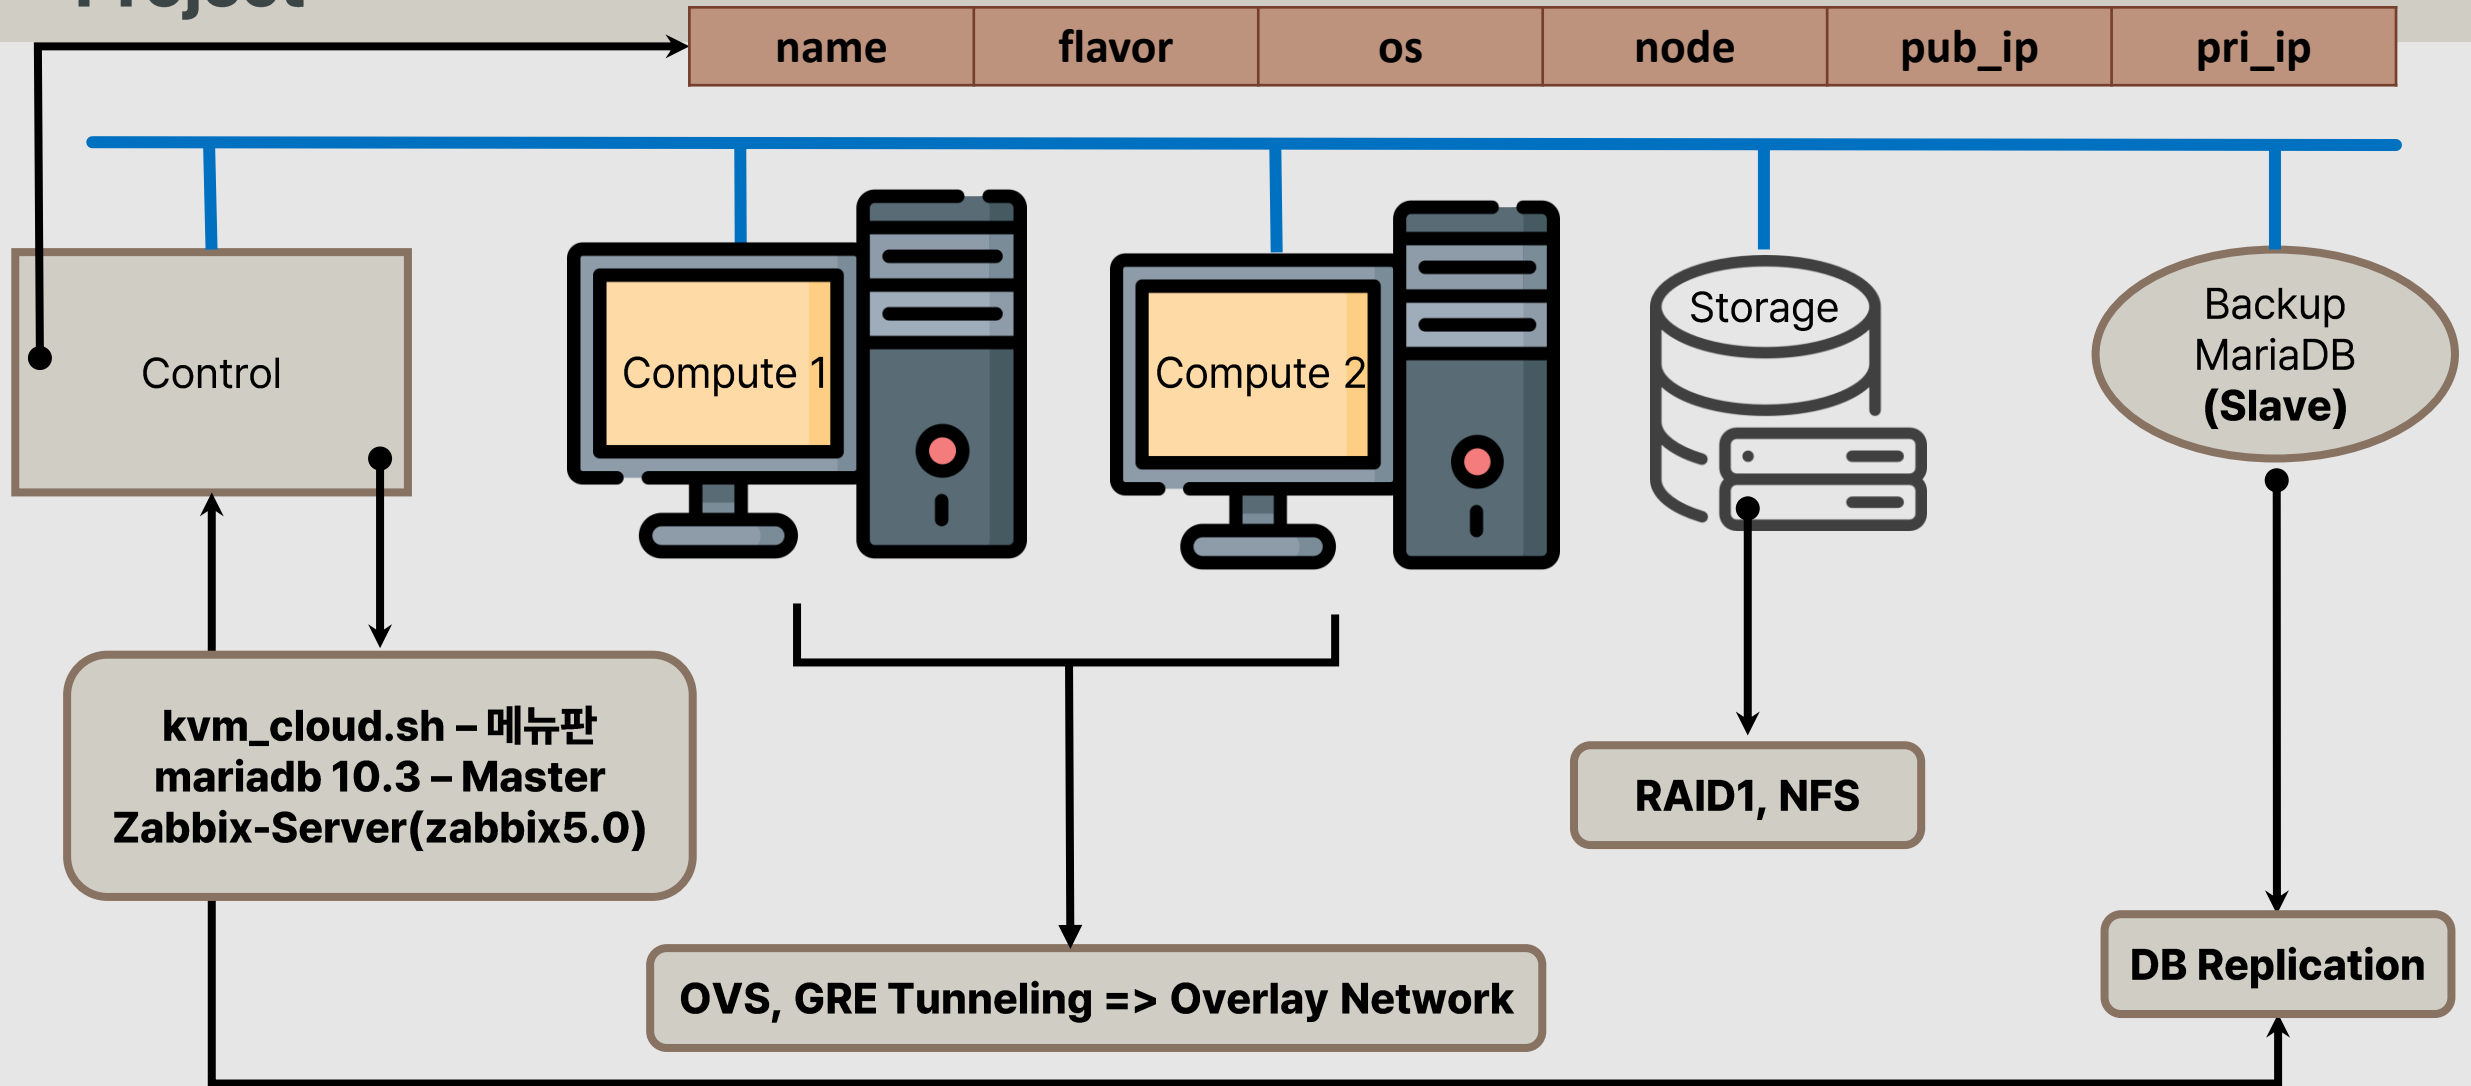 Project
name flavor os node pub_ip pri_ip
Control
Compute 1
Compute 2
Storage
Backup
MariaDB
(Slave)
kvm_cloud.sh – 메뉴판
mariadb 10.3 – Master
Zabbix-Server(zabbix5.0)
RAID1, NFS
OVS, GRE Tunneling => Overlay Network
DB Replication